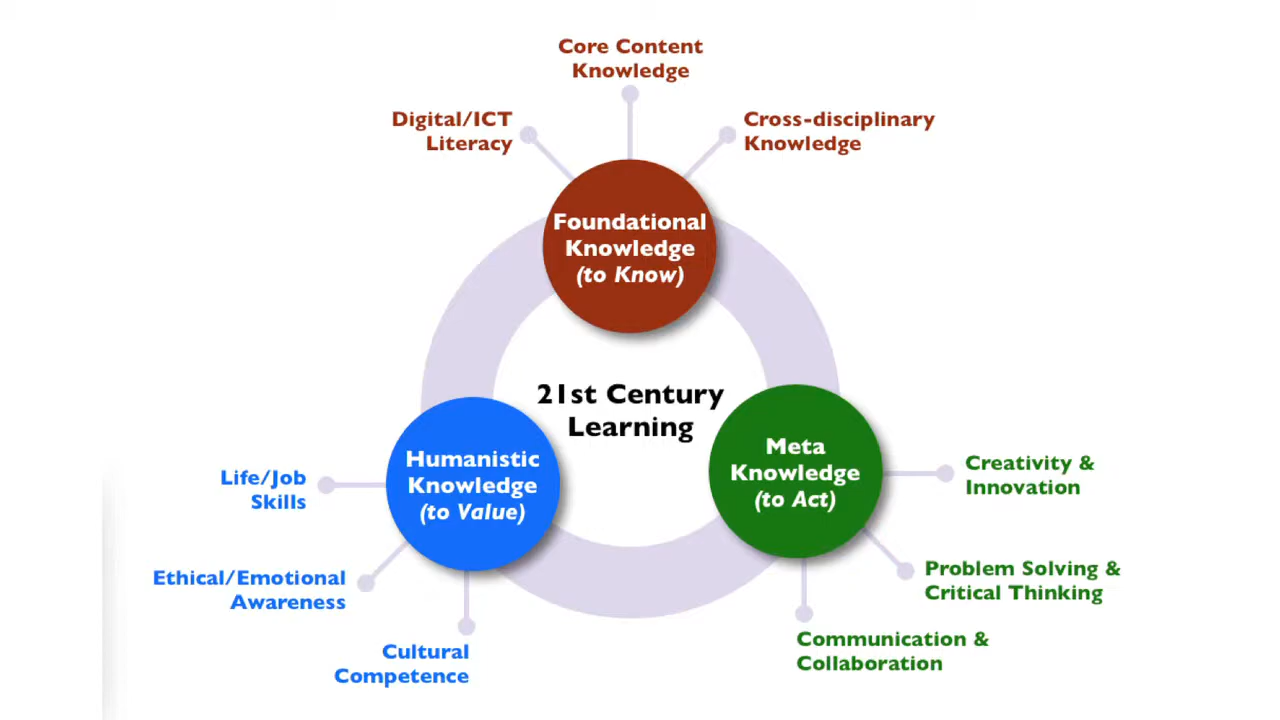 Core Content
Knowledge
Digital/ICT
Literacy
Cross-disciplinary
Knowledge
Foundational
Knowledge
(to Know)
21st Century
Learning
Humanistic
Knowledge
(to Value)
Meta
Knowledge
(to Act)
Life/Job
Skills
Ethical/Emotional
Awareness
Cultural
Competence
Creativity &
Innovation
Problem Solving &
Critical Thinking
Communication &
Collaboration